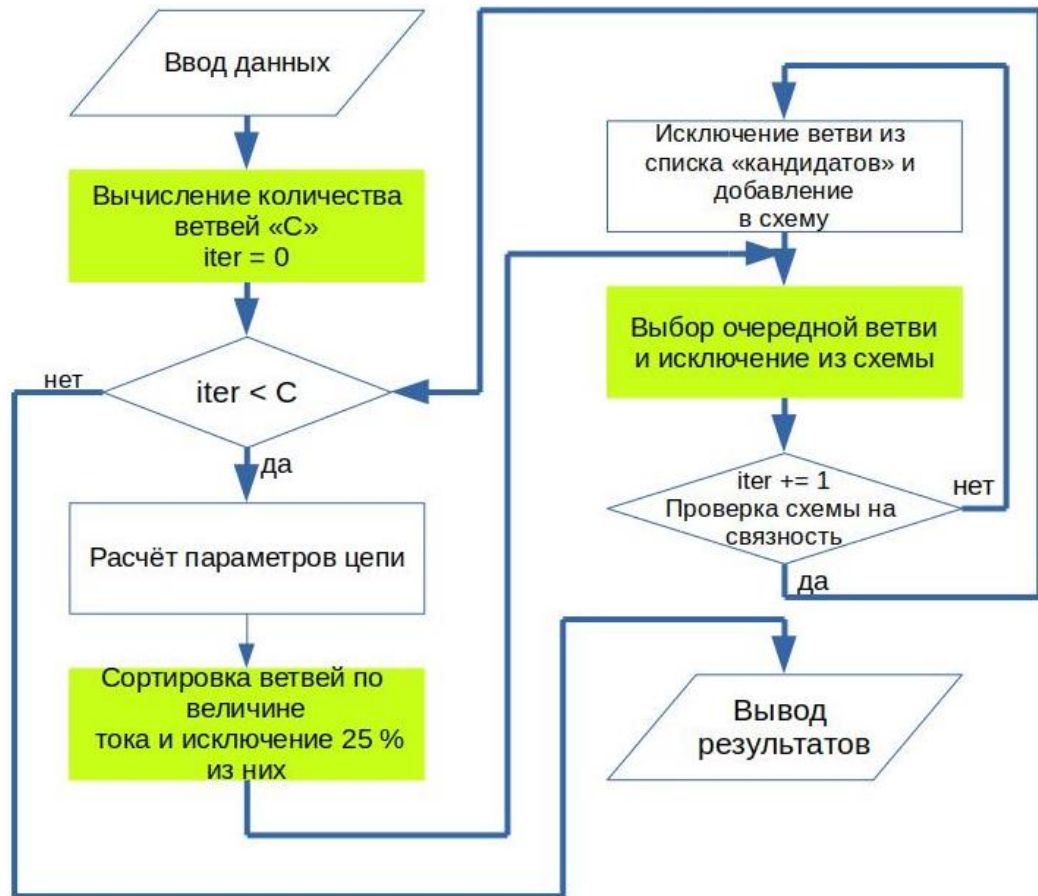 Ввод данных
Вычисление количества
ветвей «C»
iter = 0
нет
iter < C
да
Расчёт параметров цепи
Сортировка ветвей по
величине
тока и исключение 25 %
из них
Исключение ветви из
списка «кандидатов» и
добавление
в схему
Выбор очередной ветви
и исключение из схемы
iter += 1
Проверка схемы на
связность
нет
да
Вывод
результатов